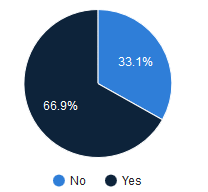 33.1%
66.9%
No Yes